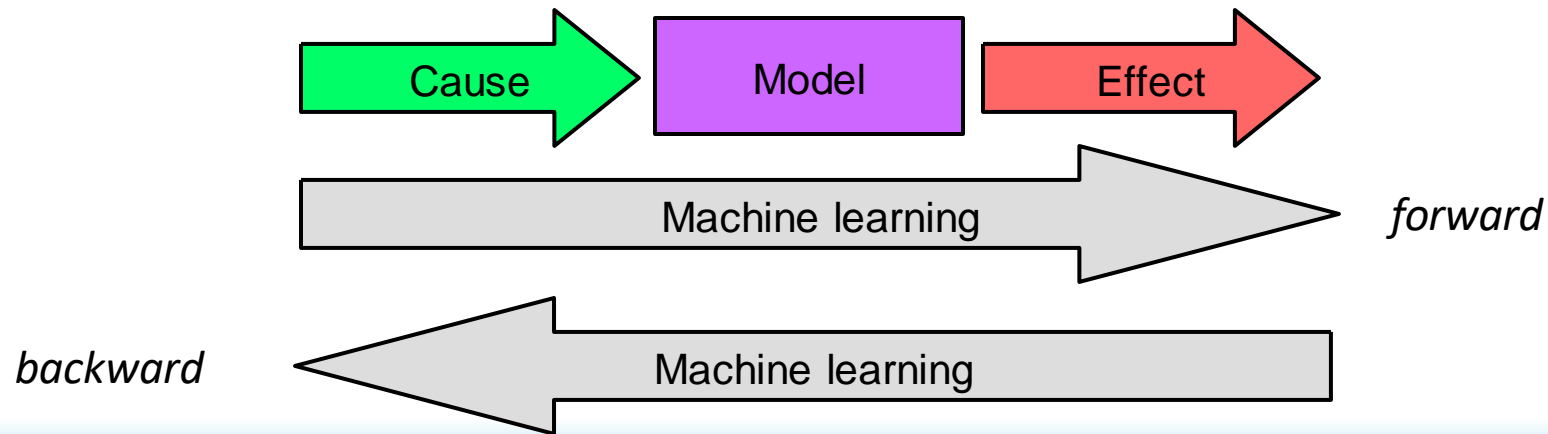 Cause
Model
Effect
Machine learning
forward
backward
Machine learning